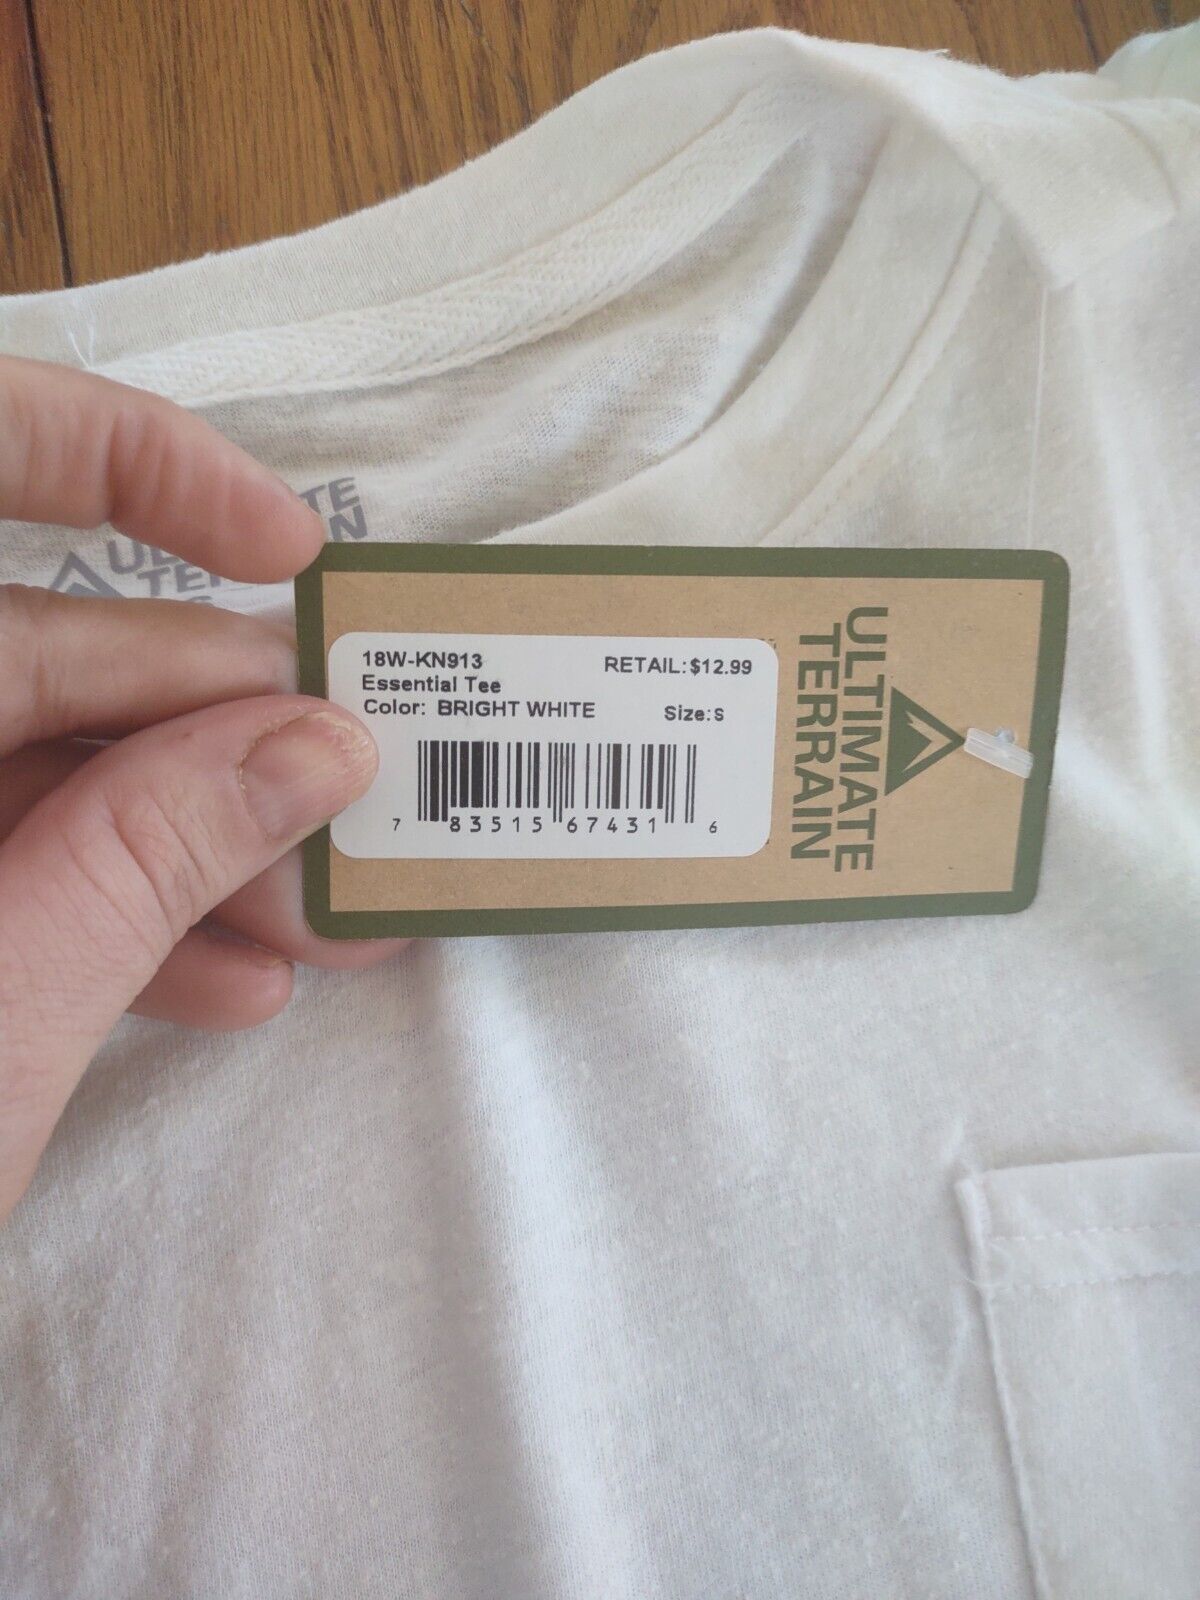 18W-KN913
RETAIL: $12.99
Essential Tee
Color: BRIGHT WHITE
Size: S
7 83515 67431 6
ULTIMATE
TERRAIN